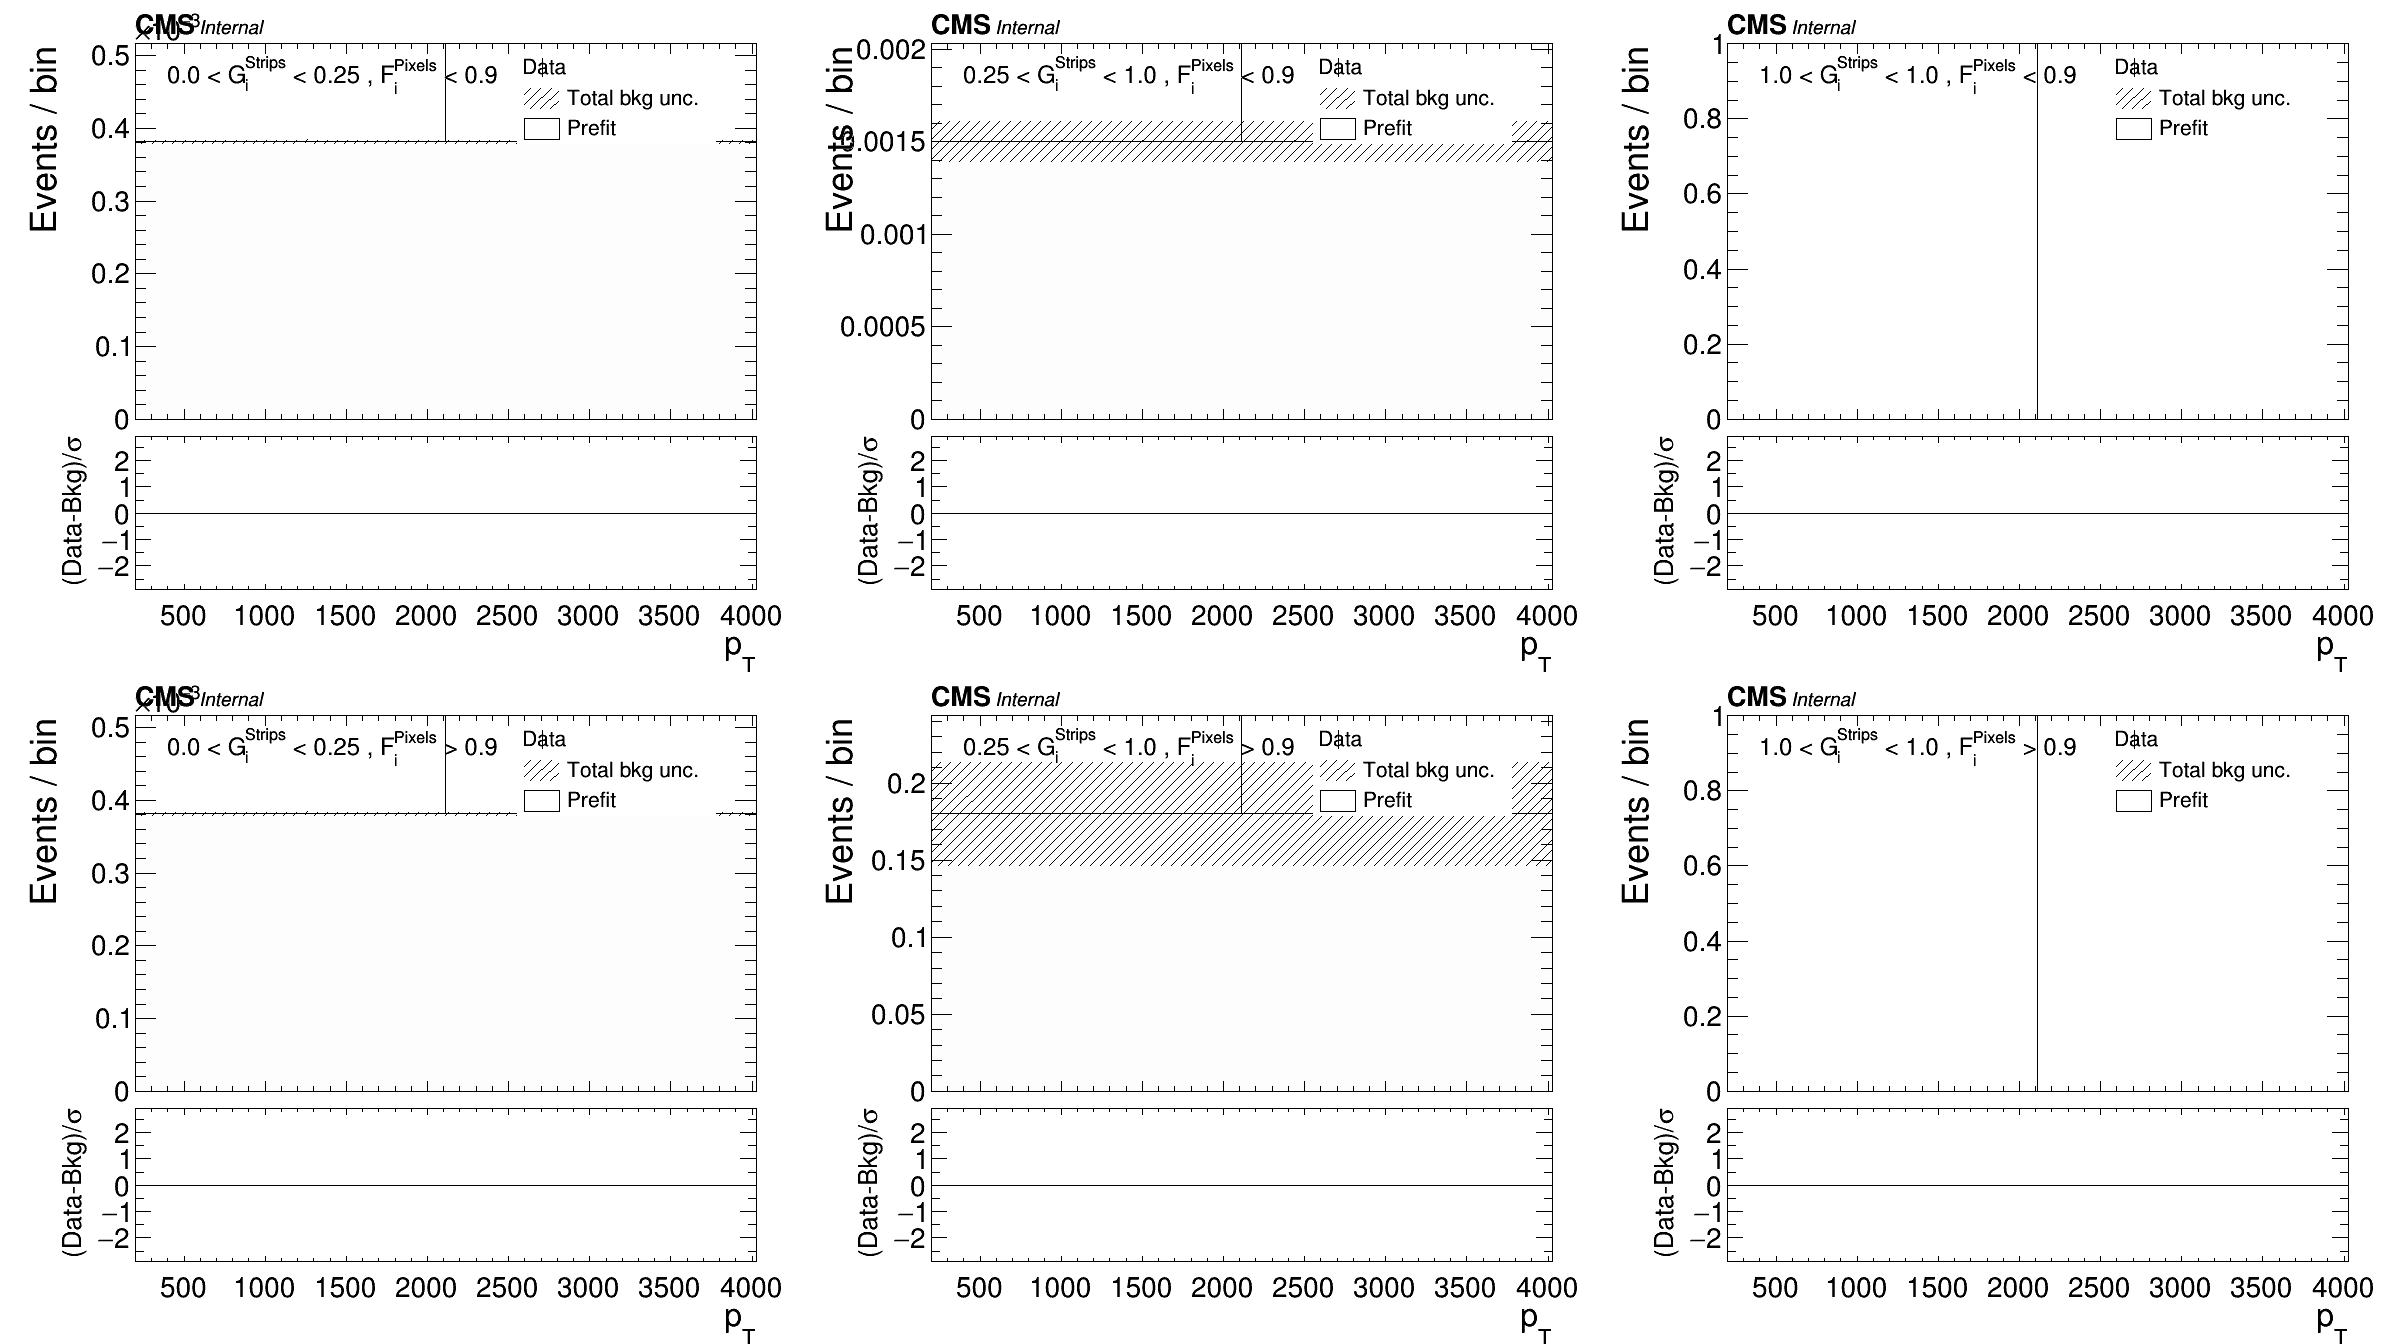 CMS Internal
×10⁻³
Events / bin
0.0 < G_i^Strips < 0.25 , F_i^Pixels < 0.9
Data
Total bkg unc.
Prefit
0.5
0.4
0.3
0.2
0.1
0
(Data-Bkg)/σ
2
1
0
−1
−2
500 1000 1500 2000 2500 3000 3500 4000
p_T
CMS Internal
Events / bin
0.25 < G_i^Strips < 1.0 , F_i^Pixels < 0.9
Data
Total bkg unc.
Prefit
0.002
0.0015
0.001
0.0005
0
(Data-Bkg)/σ
2
1
0
−1
−2
500 1000 1500 2000 2500 3000 3500 4000
p_T
CMS Internal
Events / bin
1.0 < G_i^Strips < 1.0 , F_i^Pixels < 0.9
Data
Total bkg unc.
Prefit
1
0.8
0.6
0.4
0.2
0
(Data-Bkg)/σ
2
1
0
−1
−2
500 1000 1500 2000 2500 3000 3500 4000
p_T
CMS Internal
×10⁻³
Events / bin
0.0 < G_i^Strips < 0.25 , F_i^Pixels > 0.9
Data
Total bkg unc.
Prefit
0.5
0.4
0.3
0.2
0.1
0
(Data-Bkg)/σ
2
1
0
−1
−2
500 1000 1500 2000 2500 3000 3500 4000
p_T
CMS Internal
Events / bin
0.25 < G_i^Strips < 1.0 , F_i^Pixels > 0.9
Data
Total bkg unc.
Prefit
0.2
0.15
0.1
0.05
0
(Data-Bkg)/σ
2
1
0
−1
−2
500 1000 1500 2000 2500 3000 3500 4000
p_T
CMS Internal
Events / bin
1.0 < G_i^Strips < 1.0 , F_i^Pixels > 0.9
Data
Total bkg unc.
Prefit
1
0.8
0.6
0.4
0.2
0
(Data-Bkg)/σ
2
1
0
−1
−2
500 1000 1500 2000 2500 3000 3500 4000
p_T